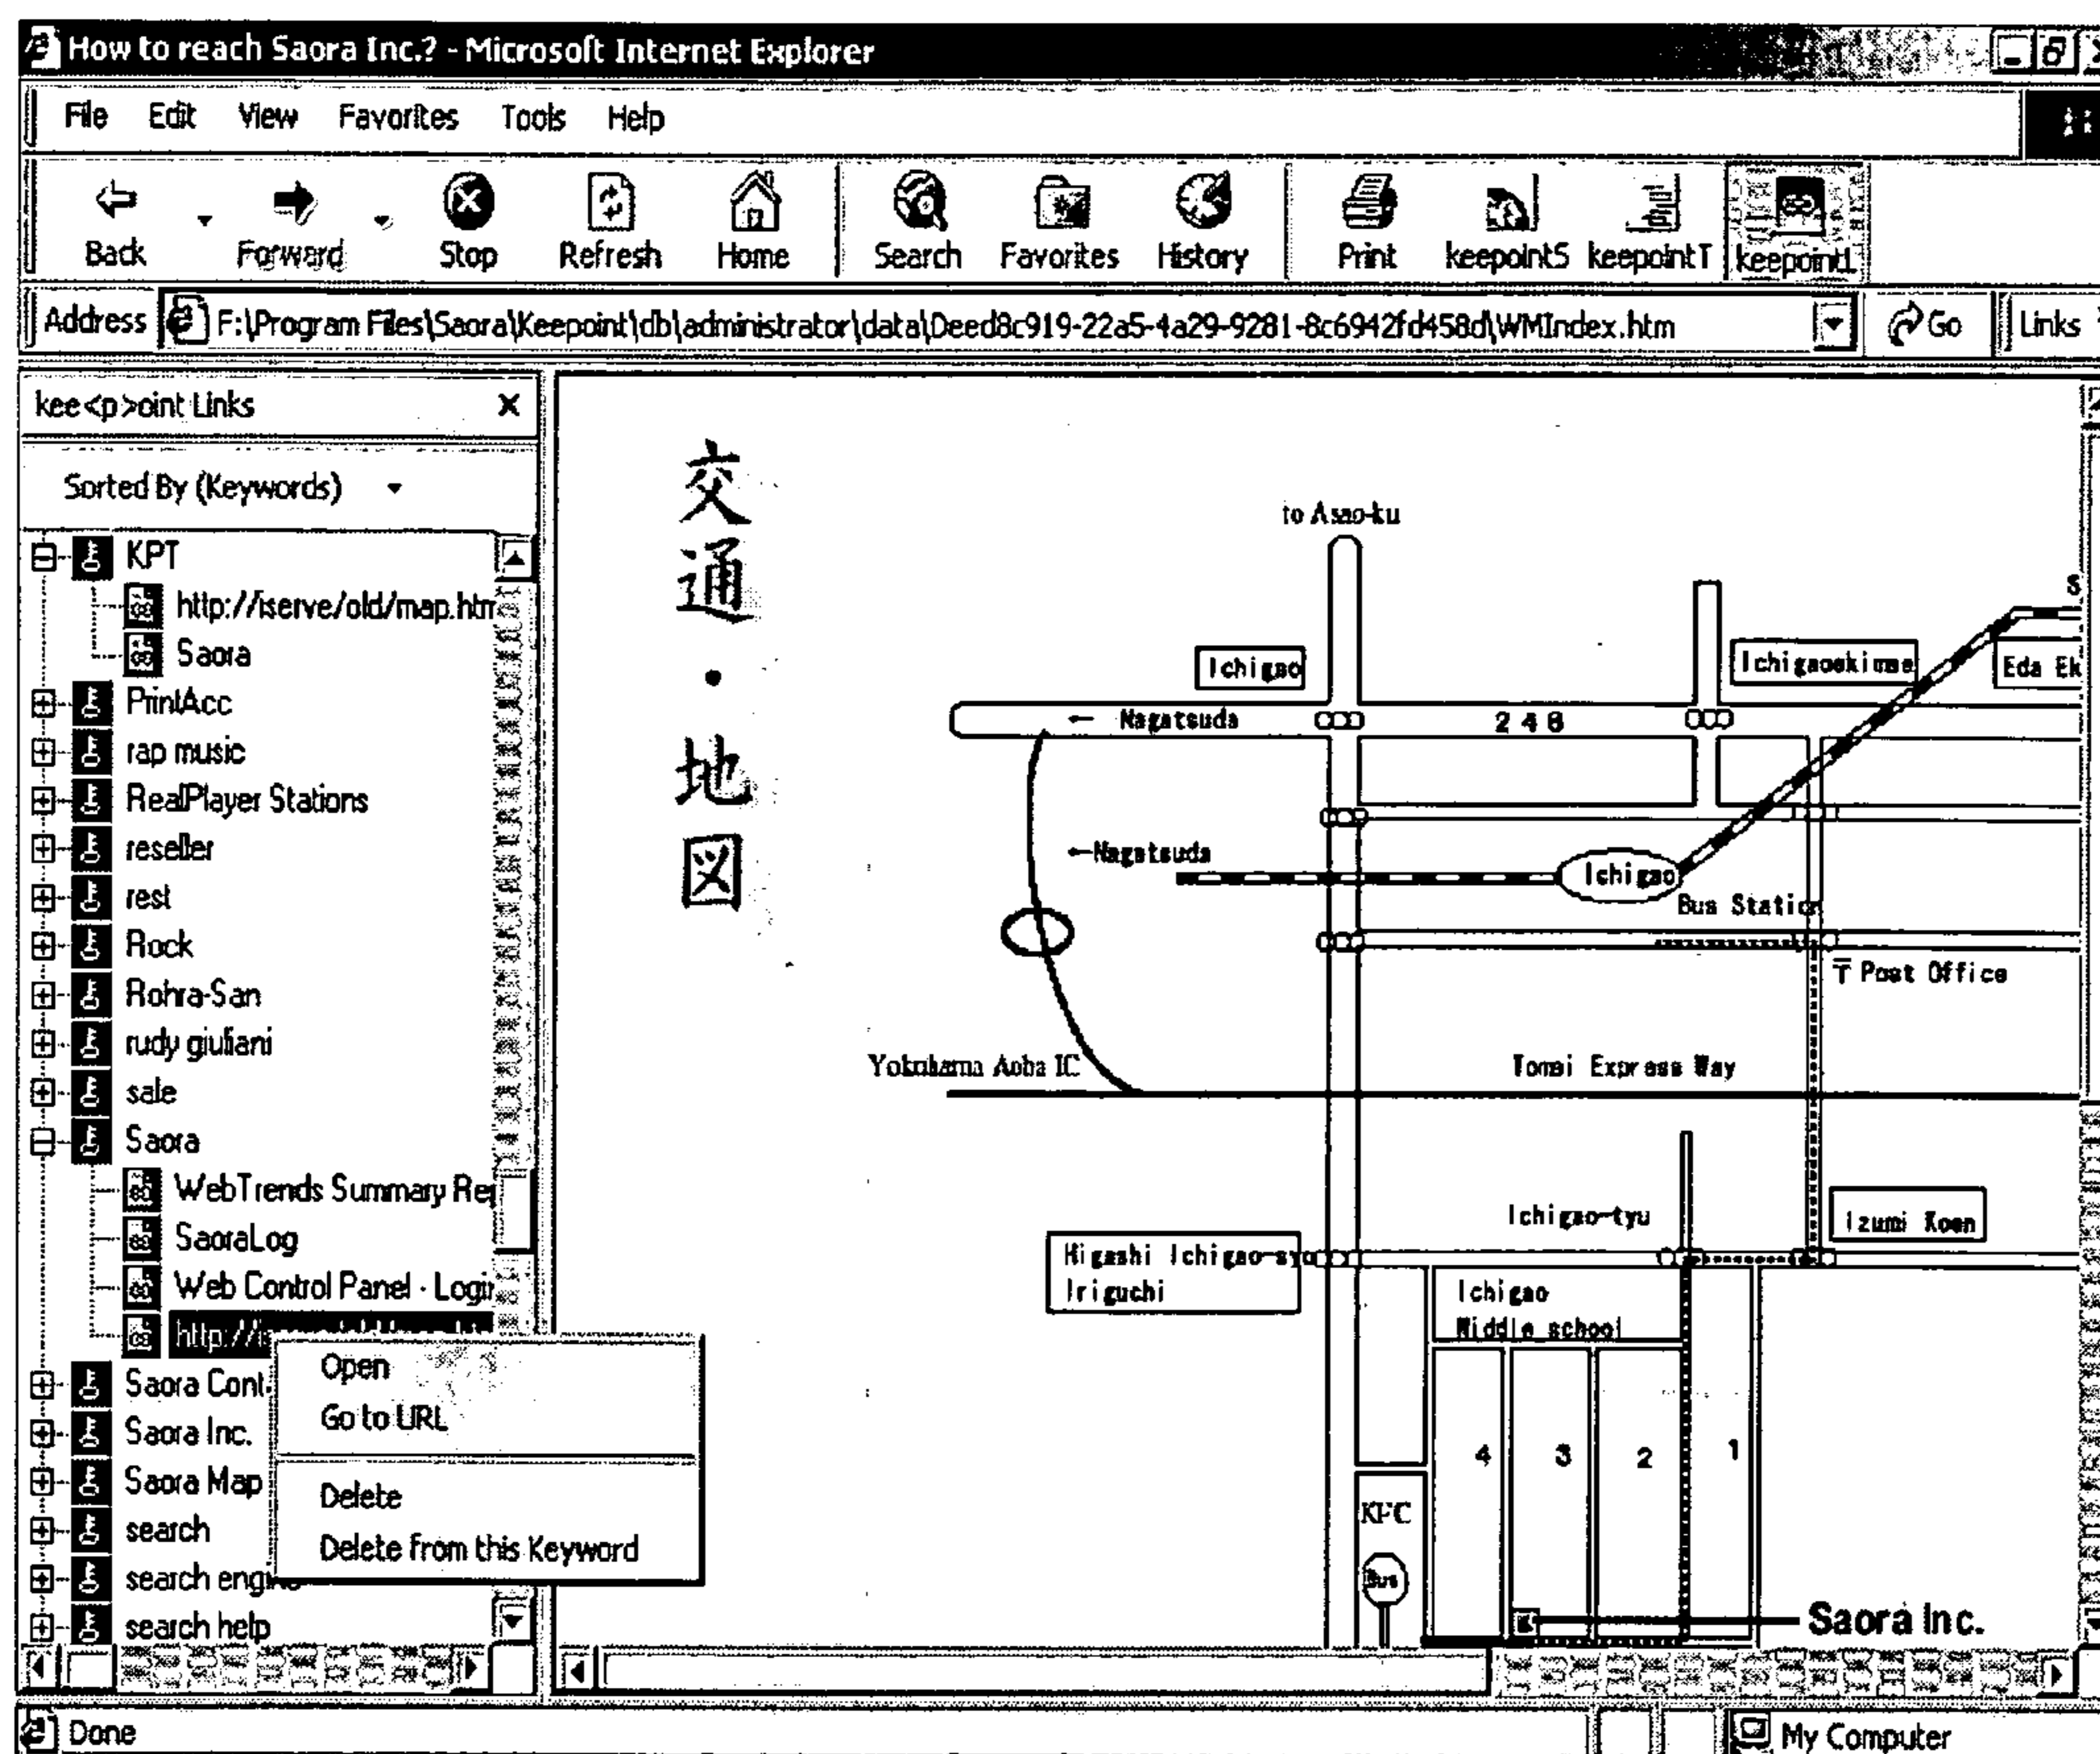 How to reach Saora Inc.? - Microsoft Internet Explorer
File Edit View Favorites Tools Help
Back Forward Stop Refresh Home Search Favorites History Print keepointS keepointT keepointL
Address F:\Program Files\Saora\Keepoint\db\administrator\data\Deed8c919-22a5-4a29-9281-8c6942fd458d\WMIndex.htm Go Links
kee<p>oint Links
Sorted By (Keywords)
KPT
http://iserve/old/map.htm
Saora
PrintAcc
rap music
RealPlayer Stations
reseller
rest
Rock
Rohra-San
rudy giuliani
sale
Saora
WebTrends Summary Rep
SaoraLog
Web Control Panel - Login
http://i
Saora Cont
Saora Inc.
Saora Map
search
search engine
search help
Open
Go to URL
Delete
Delete from this Keyword
交通・地図
to Asao-ku
S
Ichigao
Ichigaoekimae
Eda Ek
← Nagatsuda
246
←Nagatsuda
Ichigao
Bus Station
〒 Post Office
Yokohama Aoba IC
Tomei Express Way
Ichigao-tyu
Izumi Koen
Higashi Ichigao-syo
Iriguchi
Ichigao
Middle school
4 3 2 1
KFC
Bus
Saora Inc.
Done
My Computer